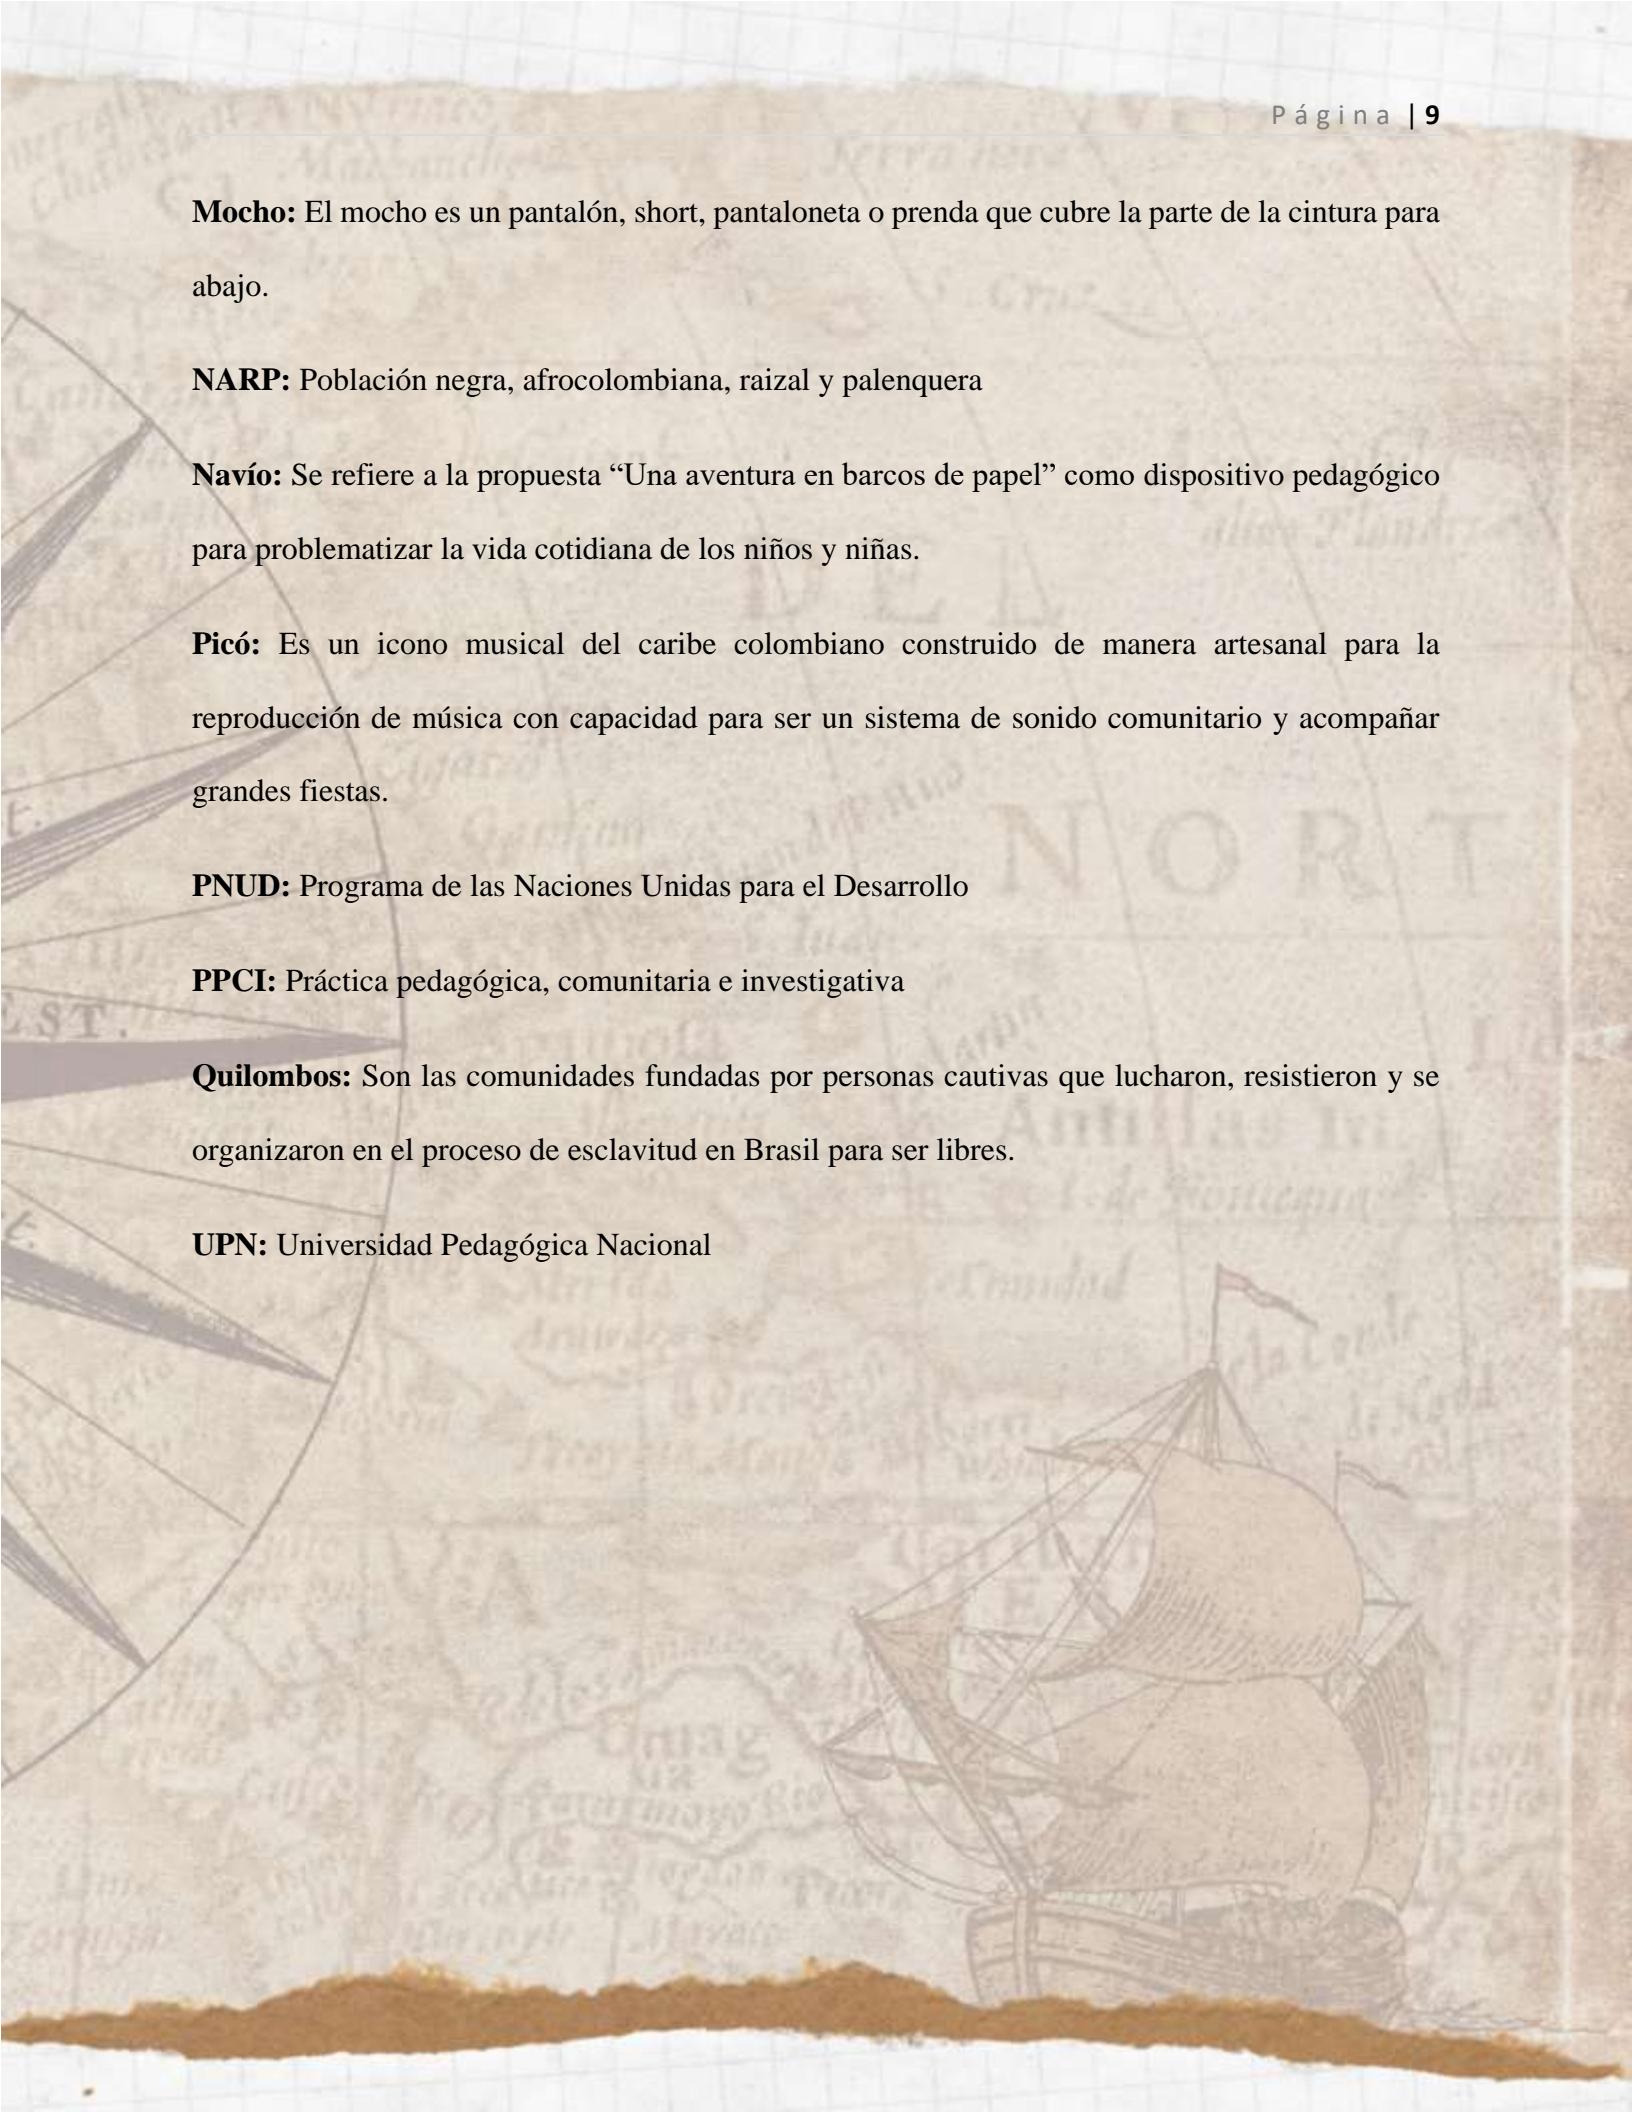 Página | 9
Mocho: El mocho es un pantalón, short, pantaloneta o prenda que cubre la parte de la cintura para
abajo.
NARP: Población negra, afrocolombiana, raizal y palenquera
Navío: Se refiere a la propuesta “Una aventura en barcos de papel” como dispositivo pedagógico
para problematizar la vida cotidiana de los niños y niñas.
Picó: Es un icono musical del caribe colombiano construido de manera artesanal para la
reproducción de música con capacidad para ser un sistema de sonido comunitario y acompañar
grandes fiestas.
PNUD: Programa de las Naciones Unidas para el Desarrollo
PPCI: Práctica pedagógica, comunitaria e investigativa
Quilombos: Son las comunidades fundadas por personas cautivas que lucharon, resistieron y se
organizaron en el proceso de esclavitud en Brasil para ser libres.
UPN: Universidad Pedagógica Nacional
DEL
NORT
EST.